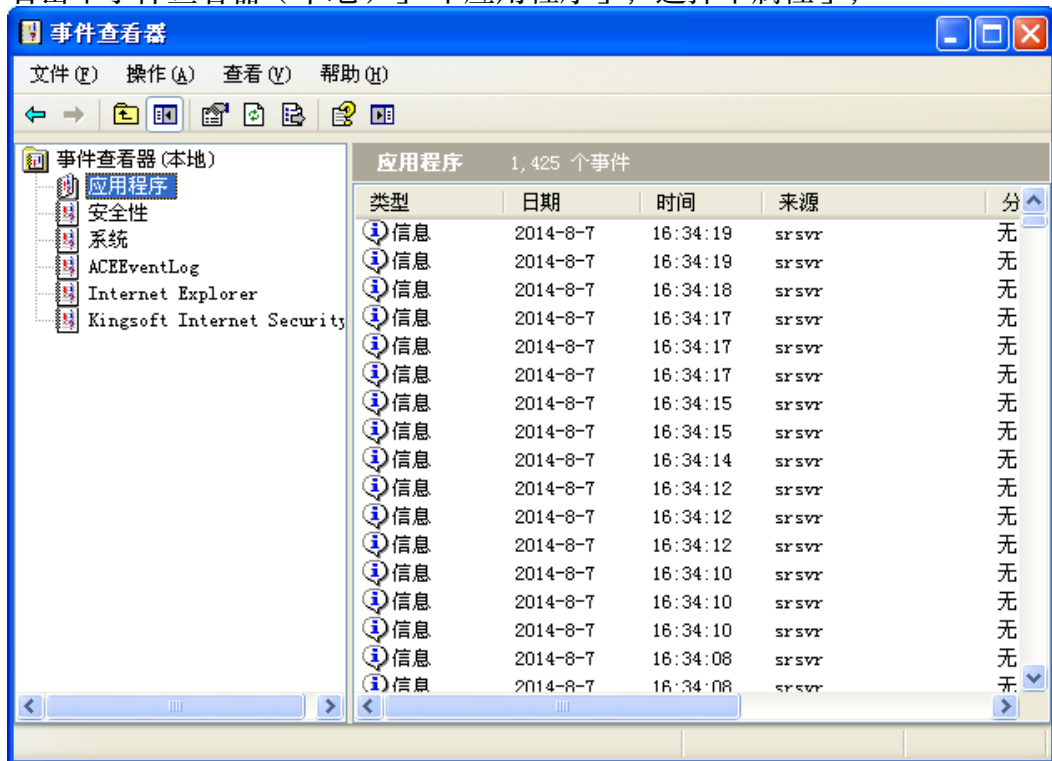 事件查看器
文件(F) 操作(A) 查看(V) 帮助(H)
事件查看器(本地)
应用程序
安全性
系统
ACEEventLog
Internet Explorer
Kingsoft Internet Security
应用程序 1,425 个事件
类型 日期 时间 来源 分
信息 2014-8-7 16:34:19 srsvr 无
信息 2014-8-7 16:34:19 srsvr 无
信息 2014-8-7 16:34:18 srsvr 无
信息 2014-8-7 16:34:17 srsvr 无
信息 2014-8-7 16:34:17 srsvr 无
信息 2014-8-7 16:34:17 srsvr 无
信息 2014-8-7 16:34:15 srsvr 无
信息 2014-8-7 16:34:15 srsvr 无
信息 2014-8-7 16:34:14 srsvr 无
信息 2014-8-7 16:34:12 srsvr 无
信息 2014-8-7 16:34:12 srsvr 无
信息 2014-8-7 16:34:12 srsvr 无
信息 2014-8-7 16:34:10 srsvr 无
信息 2014-8-7 16:34:10 srsvr 无
信息 2014-8-7 16:34:10 srsvr 无
信息 2014-8-7 16:34:08 srsvr 无
信息 2014-8-7 16:34:08 srsvr 无